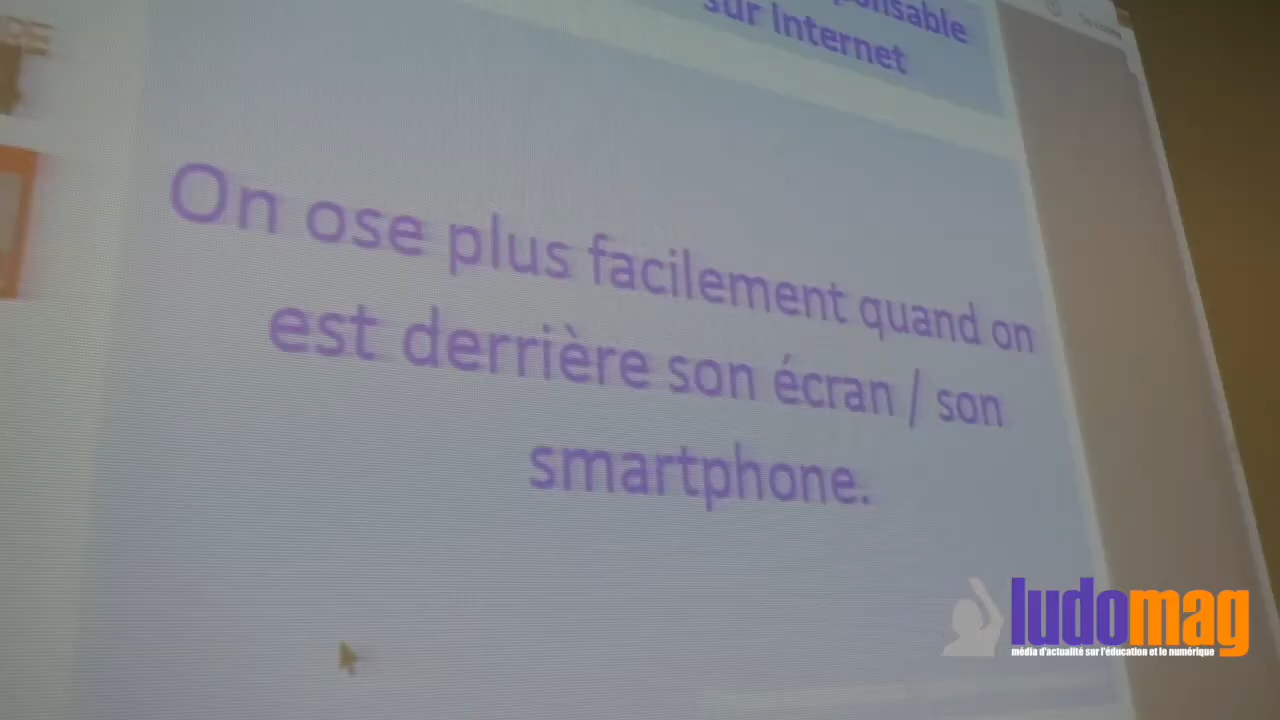 sur Internet
On ose plus facilement quand on
est derrière son écran / son
smartphone.
ludomag
média d'actualité sur l'éducation et le numérique